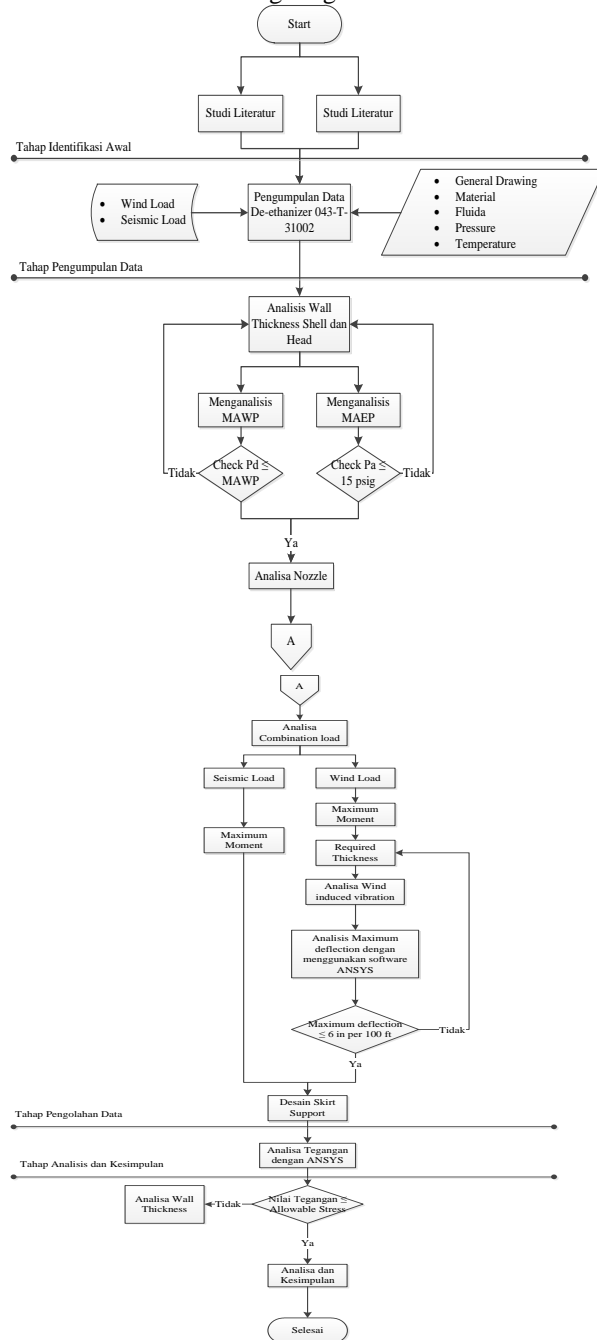 Start
Studi Literatur
Studi Literatur
Tahap Identifikasi Awal
• Wind Load
• Seismic Load
Pengumpulan Data
De-ethanizer 043-T-
31002
• General Drawing
• Material
• Fluida
• Pressure
• Temperature
Tahap Pengumpulan Data
Analisis Wall
Thickness Shell dan
Head
Menganalisis
MAWP
Menganalisis
MAEP
Tidak
Check Pd ≤
MAWP
Check Pa ≤
15 psig
Tidak
Ya
Analisa Nozzle
A
A
Analisa
Combination load
Seismic Load
Wind Load
Maximum
Moment
Maximum
Moment
Required
Thickness
Analisa Wind
induced vibration
Analisis Maximum
deflection dengan
menggunakan software
ANSYS
Maximum deflection
≤ 6 in per 100 ft
Tidak
Ya
Desain Skirt
Support
Tahap Pengolahan Data
Analisa Tegangan
dengan ANSYS
Tahap Analisis dan Kesimpulan
Analisa Wall
Thickness
Tidak
Nilai Tegangan ≤
Allowable Stress
Ya
Analisa dan
Kesimpulan
Selesai